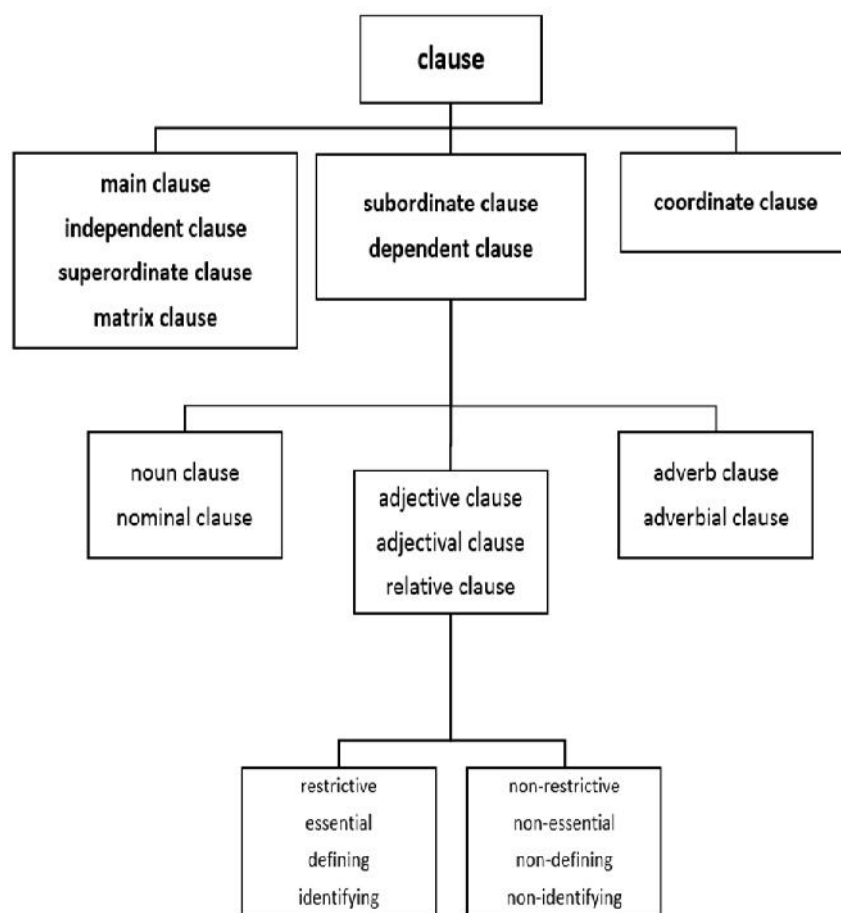 clause
main clause
independent clause
superordinate clause
matrix clause
subordinate clause
dependent clause
coordinate clause
noun clause
nominal clause
adjective clause
adjectival clause
relative clause
adverb clause
adverbial clause
restrictive
essential
defining
identifying
non-restrictive
non-essential
non-defining
non-identifying